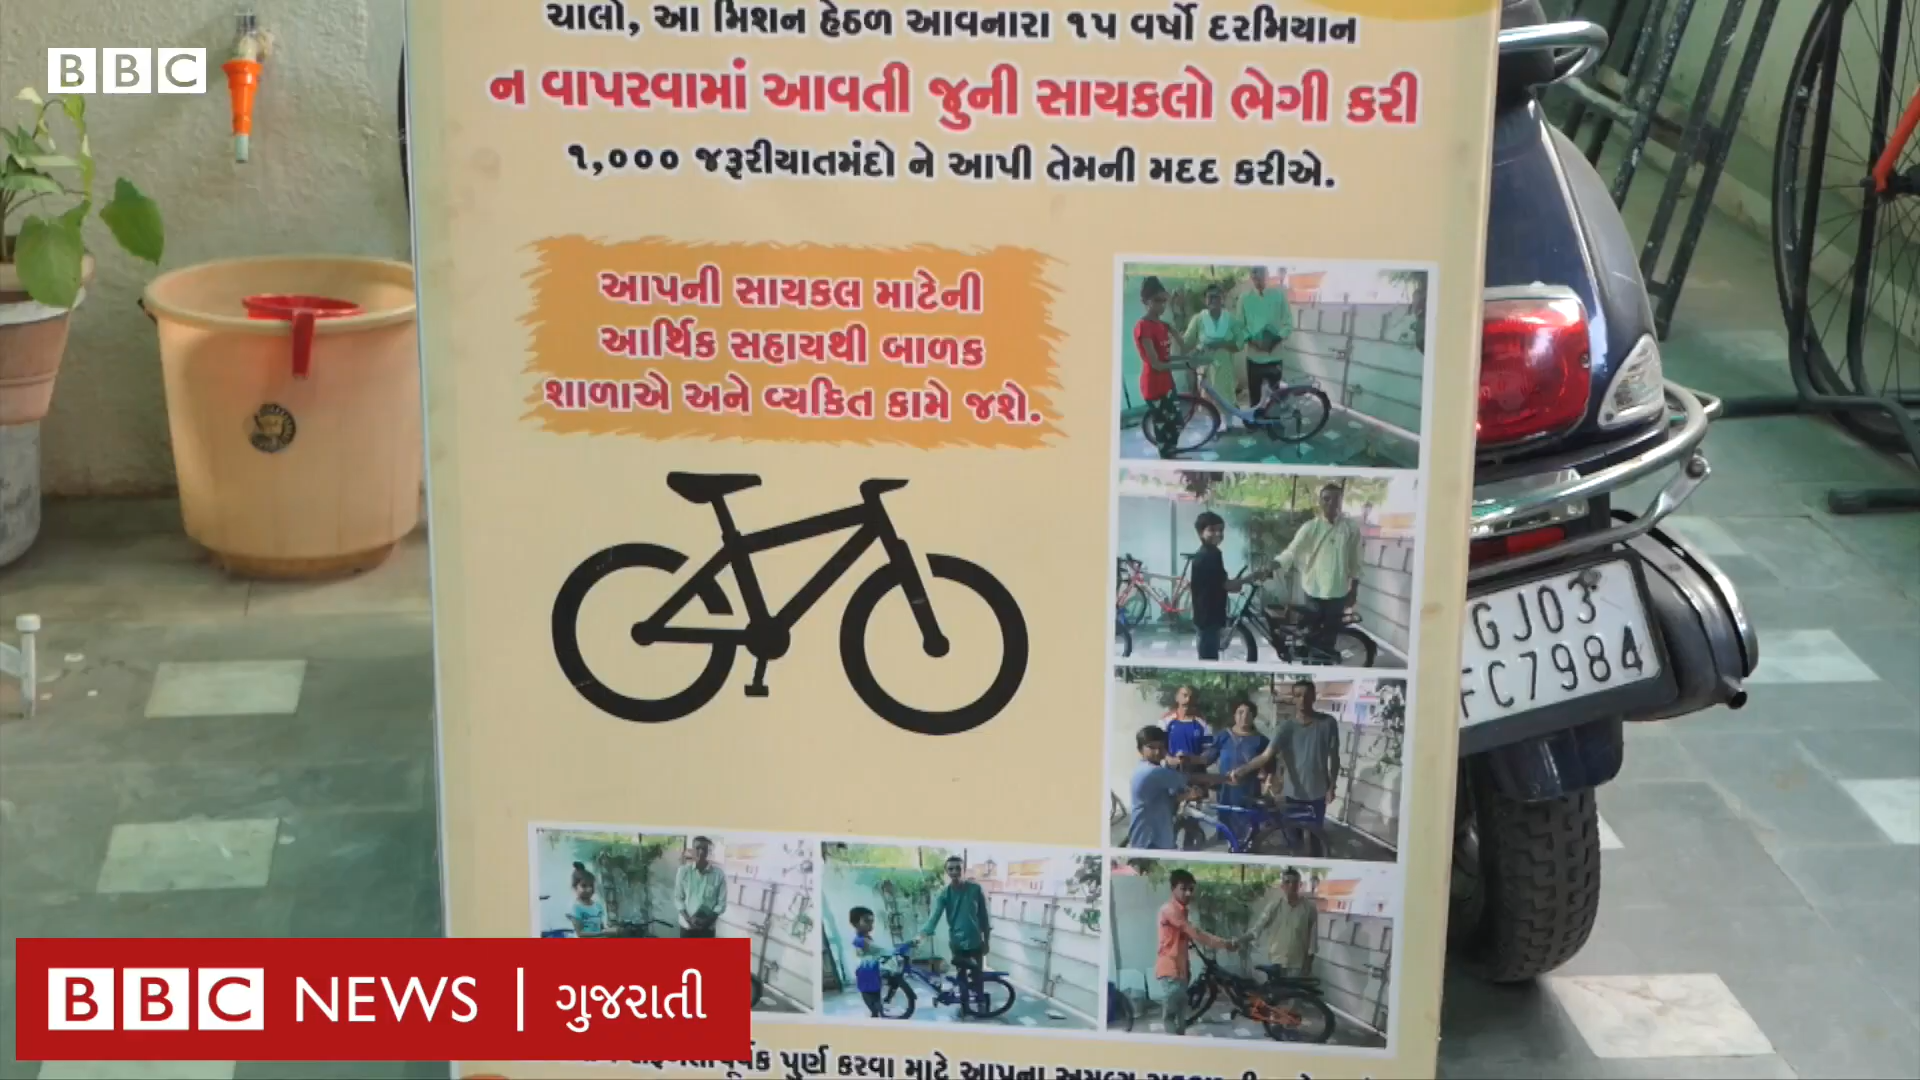 BBC
ચાલો, આ મિશન હેઠળ આવનારા ૧૫ વર્ષો દરમિયાન
ન વાપરવામાં આવતી જુની સાયકલો ભેગી કરી
૧,૦૦૦ જરૂરીયાતમંદો ને આપી તેમની મદદ કરીએ.
આપની સાયકલ માટેની
આર્થિક સહાયથી બાળક
શાળાએ અને વ્યકિત કામે જશે.
GJ03
FC7984
BBC NEWS | ગુજરાતી
પુર્ણ કરવા માટે આપના